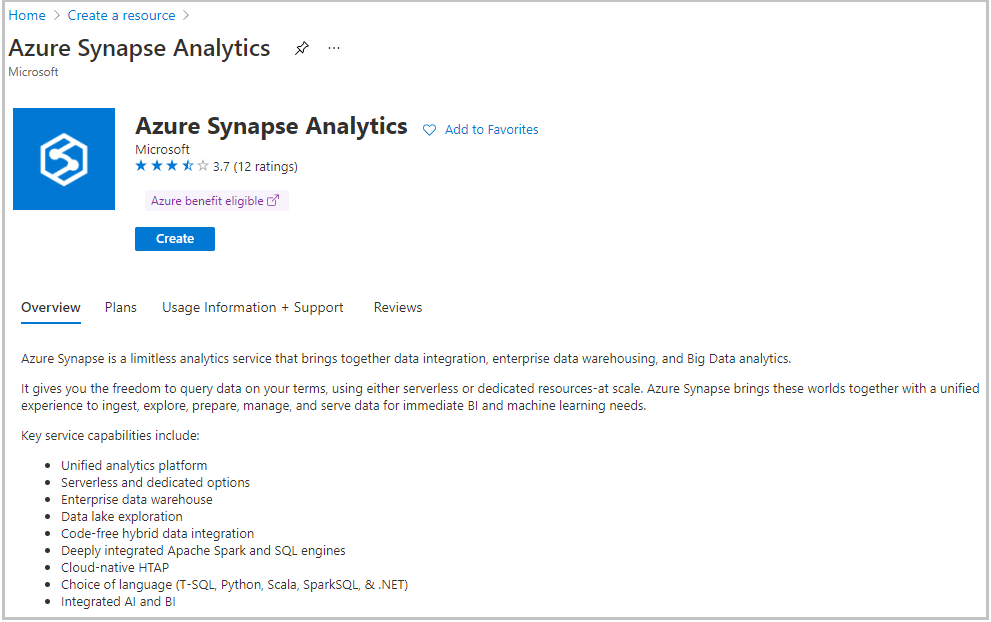 Home > Create a resource >
Azure Synapse Analytics ...
Microsoft
Azure Synapse Analytics Add to Favorites
Microsoft
3.7 (12 ratings)
Azure benefit eligible
Create
Overview Plans Usage Information + Support Reviews
Azure Synapse is a limitless analytics service that brings together data integration, enterprise data warehousing, and Big Data analytics.
It gives you the freedom to query data on your terms, using either serverless or dedicated resources-at scale. Azure Synapse brings these worlds together with a unified
experience to ingest, explore, prepare, manage, and serve data for immediate BI and machine learning needs.
Key service capabilities include:
• Unified analytics platform
• Serverless and dedicated options
• Enterprise data warehouse
• Data lake exploration
• Code-free hybrid data integration
• Deeply integrated Apache Spark and SQL engines
• Cloud-native HTAP
• Choice of language (T-SQL, Python, Scala, SparkSQL, & .NET)
• Integrated AI and BI